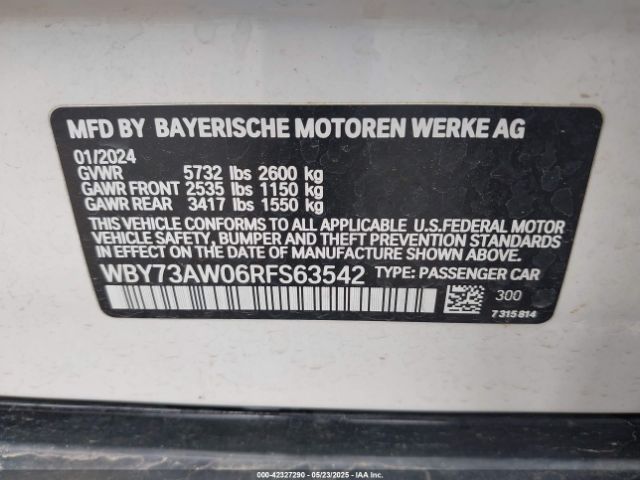 MFD BY BAYERISCHE MOTOREN WERKE AG
01/2024
GVWR 5732 lbs 2600 kg
GAWR FRONT 2535 lbs 1150 kg
GAWR REAR 3417 lbs 1550 kg
THIS VEHICLE CONFORMS TO ALL APPLICABLE U.S.FEDERAL MOTOR
VEHICLE SAFETY, BUMPER AND THEFT PREVENTION STANDARDS
IN EFFECT ON THE DATE OF MANUFACTURE SHOWN ABOVE.
WBY73AW06RFS63542 TYPE: PASSENGER CAR
300
7 315 814
000-42327290 - 05/23/2025 - IAAI, Inc.